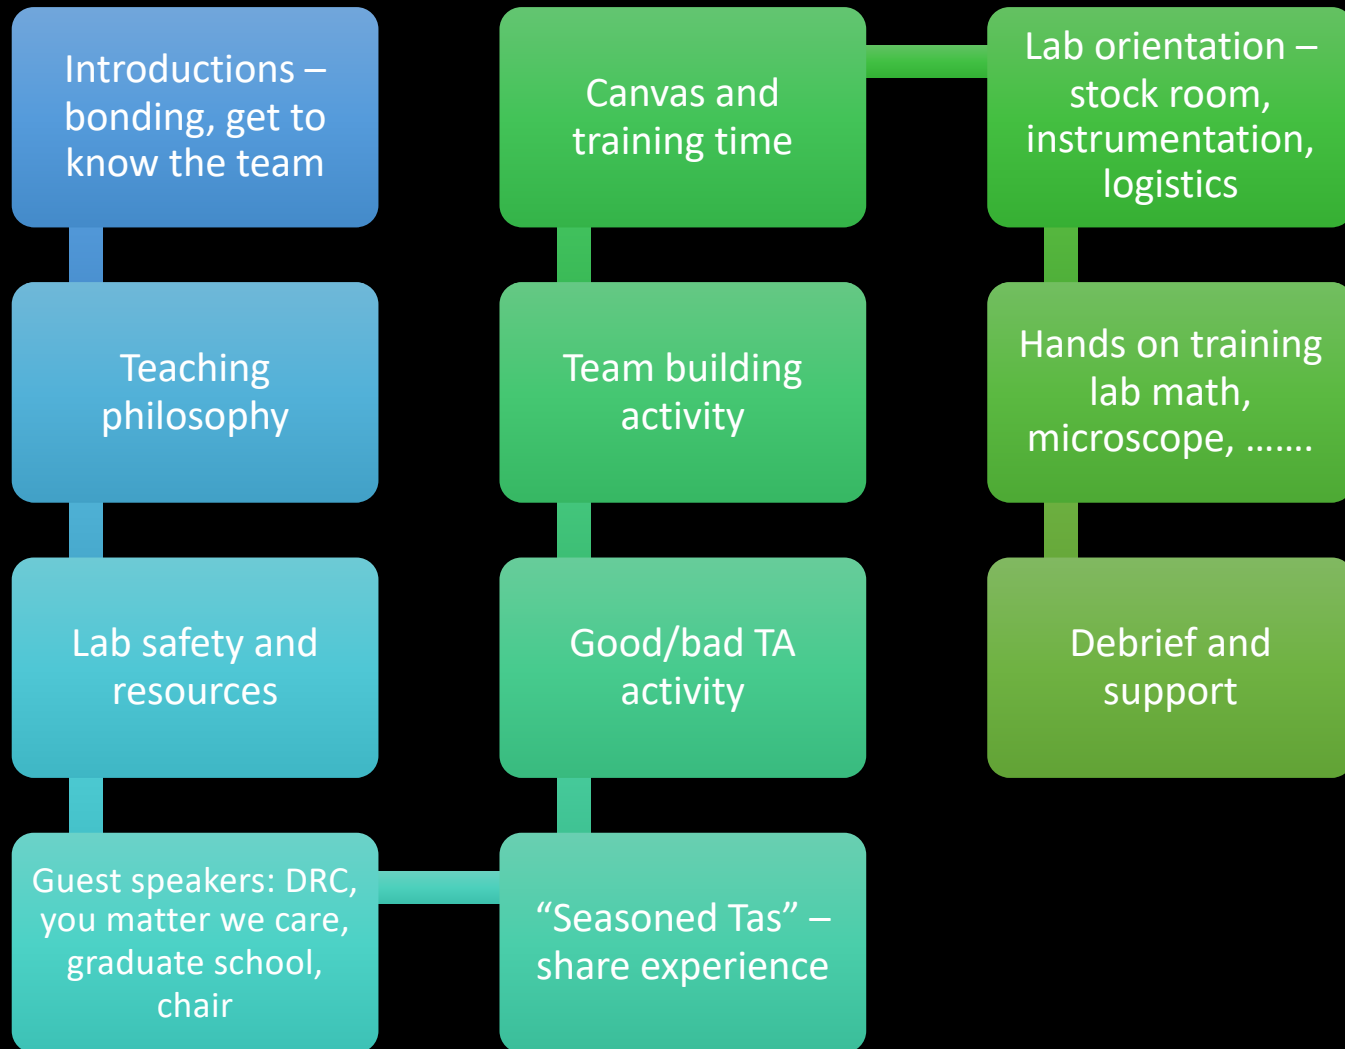 Introductions –
bonding, get to
know the team
Teaching
philosophy
Lab safety and
resources
Guest speakers: DRC,
you matter we care,
graduate school,
chair
“Seasoned Tas” –
share experience
Good/bad TA
activity
Team building
activity
Canvas and
training time
Lab orientation –
stock room,
instrumentation,
logistics
Hands on training
lab math,
microscope, …….
Debrief and
support